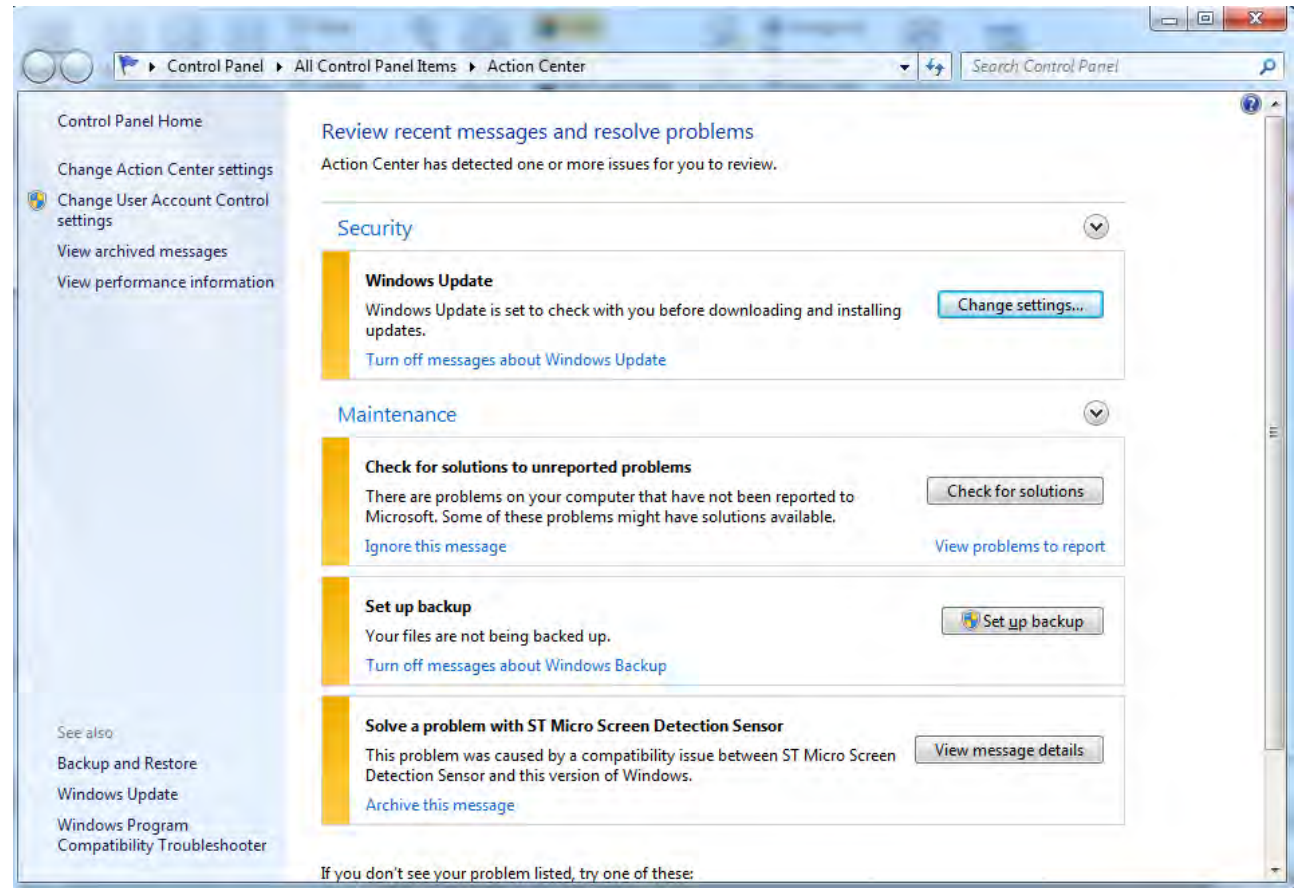 Control Panel ▸ All Control Panel Items ▸ Action Center
Search Control Panel
Control Panel Home
Change Action Center settings
Change User Account Control
settings
View archived messages
View performance information
See also
Backup and Restore
Windows Update
Windows Program
Compatibility Troubleshooter
Review recent messages and resolve problems
Action Center has detected one or more issues for you to review.
Security
Windows Update
Windows Update is set to check with you before downloading and installing
updates.
Change settings...
Turn off messages about Windows Update
Maintenance
Check for solutions to unreported problems
There are problems on your computer that have not been reported to
Microsoft. Some of these problems might have solutions available.
Check for solutions
Ignore this message
View problems to report
Set up backup
Your files are not being backed up.
Set up backup
Turn off messages about Windows Backup
Solve a problem with ST Micro Screen Detection Sensor
This problem was caused by a compatibility issue between ST Micro Screen
Detection Sensor and this version of Windows.
View message details
Archive this message
If you don't see your problem listed, try one of these: